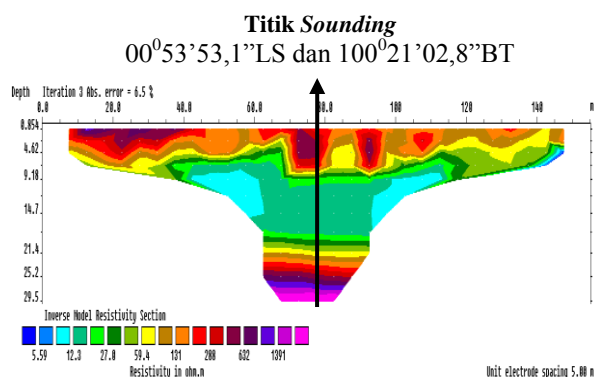 Titik Sounding
00⁰53’53,1”LS dan 100⁰21’02,8”BT
Depth Iteration 3 Abs. error = 6.5 %
0.0 20.0 40.0 60.0 80.0 100 120 140 m
0.854
4.62
9.18
14.7
21.4
25.2
29.5
Inverse Model Resistivity Section
5.59 12.3 27.0 59.4 131 288 632 1391
Resistivity in ohm.m
Unit electrode spacing 5.00 m